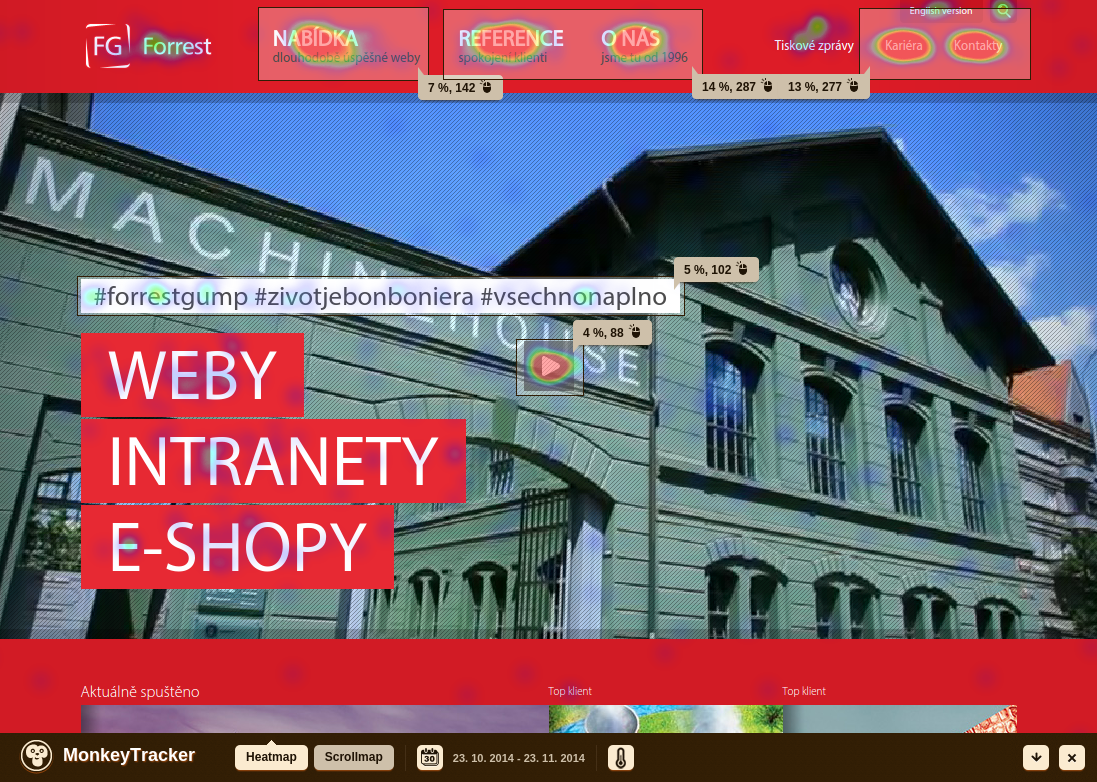 English version
FG Forrest
NABÍDKA
dlouhodobě úspěšné weby
REFERENCE
spokojení klienti
O NÁS
jsme tu od 1996
Tiskové zprávy
Kariéra
Kontakty
7 %, 142
14 %, 287
13 %, 277
MACHINEHOUSE
5 %, 102
#forrestgump #zivotjebonboniera #vsechnonaplno
4 %, 88
WEBY
INTRANETY
E-SHOPY
Aktuálně spuštěno
Top klient
Top klient
MonkeyTracker
Heatmap
Scrollmap
30
23. 10. 2014 - 23. 11. 2014